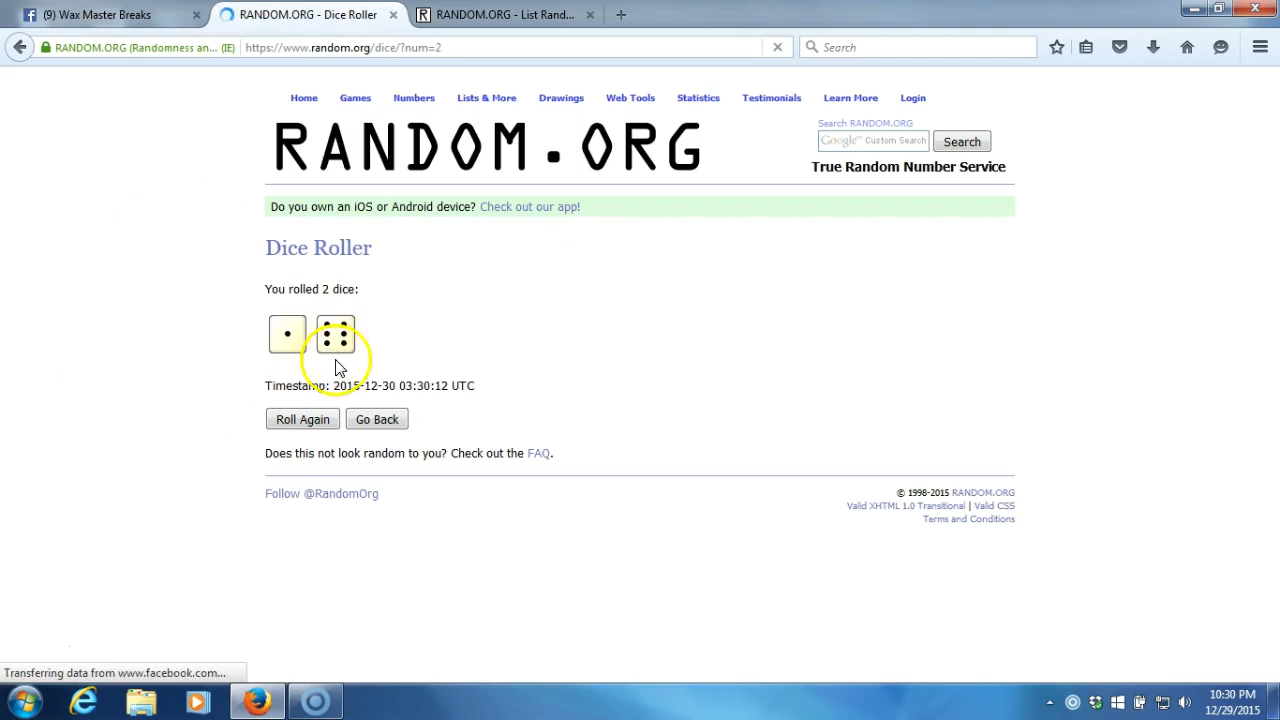 (9) Wax Master Breaks
RANDOM.ORG - Dice Roller
RANDOM.ORG - List Rand...
RANDOM.ORG (Randomness an... (IE)
https://www.random.org/dice/?num=2
Search
Home Games Numbers Lists & More Drawings Web Tools Statistics Testimonials Learn More Login
RANDOM.ORG
Search RANDOM.ORG
Google™ Custom Search
Search
True Random Number Service
Do you own an iOS or Android device? Check out our app!
Dice Roller
You rolled 2 dice:
Timestamp: 2015-12-30 03:30:12 UTC
Roll Again Go Back
Does this not look random to you? Check out the FAQ.
Follow @RandomOrg
© 1998-2015 RANDOM.ORG
Valid XHTML 1.0 Transitional | Valid CSS
Terms and Conditions
Transferring data from www.facebook.com...
10:30 PM
12/29/2015